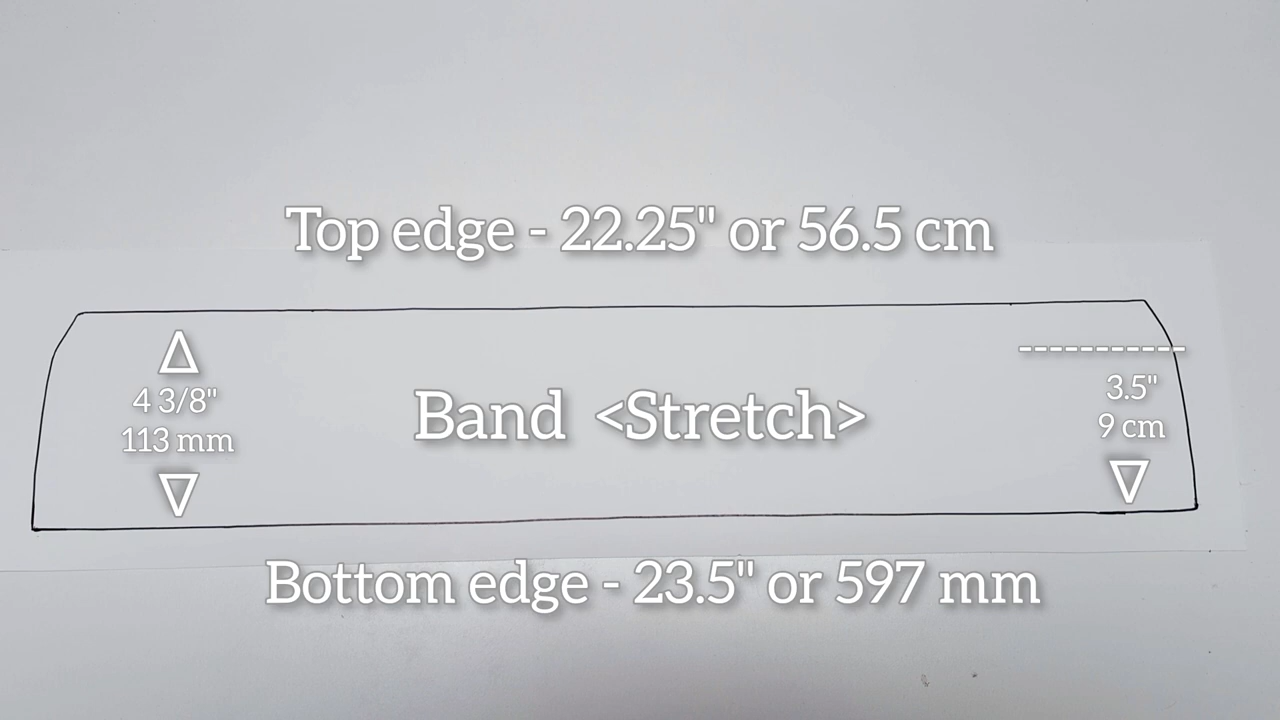 Top edge - 22.25" or 56.5 cm
4 3/8"
113 mm
Band <Stretch>
3.5"
9 cm
Bottom edge - 23.5" or 597 mm